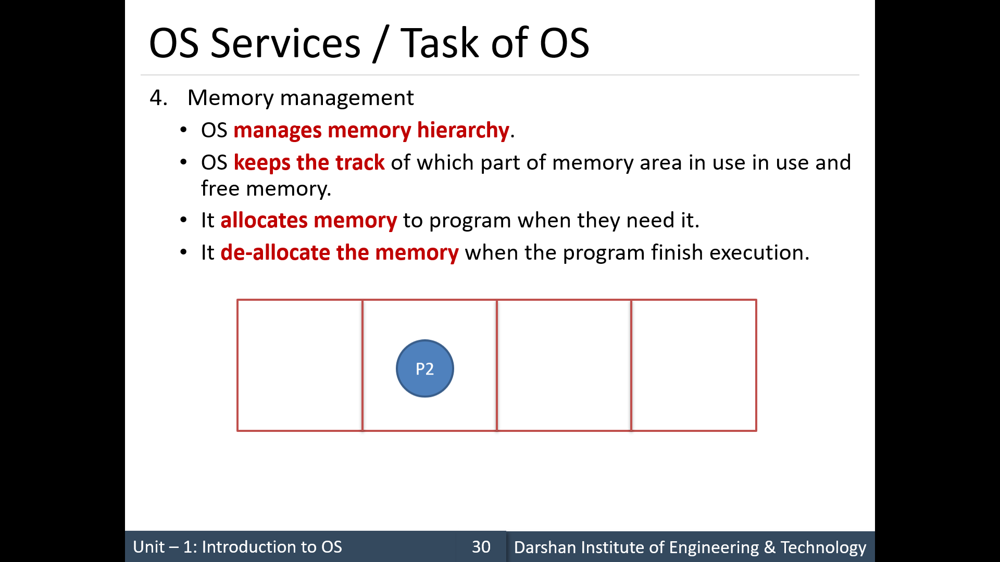 OS Services / Task of OS
4. Memory management
• OS manages memory hierarchy.
• OS keeps the track of which part of memory area in use in use and
free memory.
• It allocates memory to program when they need it.
• It de-allocate the memory when the program finish execution.
P2
Unit – 1: Introduction to OS
30
Darshan Institute of Engineering & Technology